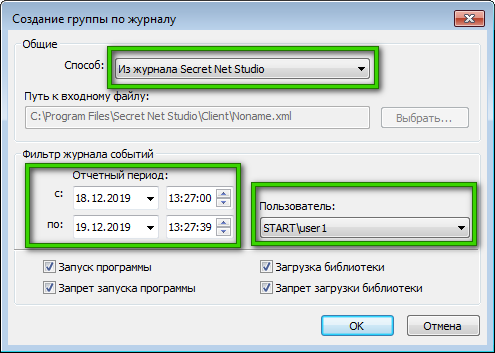 Создание группы по журналу
Общие
Способ: Из журнала Secret Net Studio
Путь к входному файлу:
C:\Program Files\Secret Net Studio\Client\Noname.xml Выбрать...
Фильтр журнала событий
Отчетный период:
с: 18.12.2019 13:27:00
по: 19.12.2019 13:27:39
Пользователь:
START\user1
Запуск программы Загрузка библиотеки
Запрет запуска программы Запрет загрузки библиотеки
OK Отмена